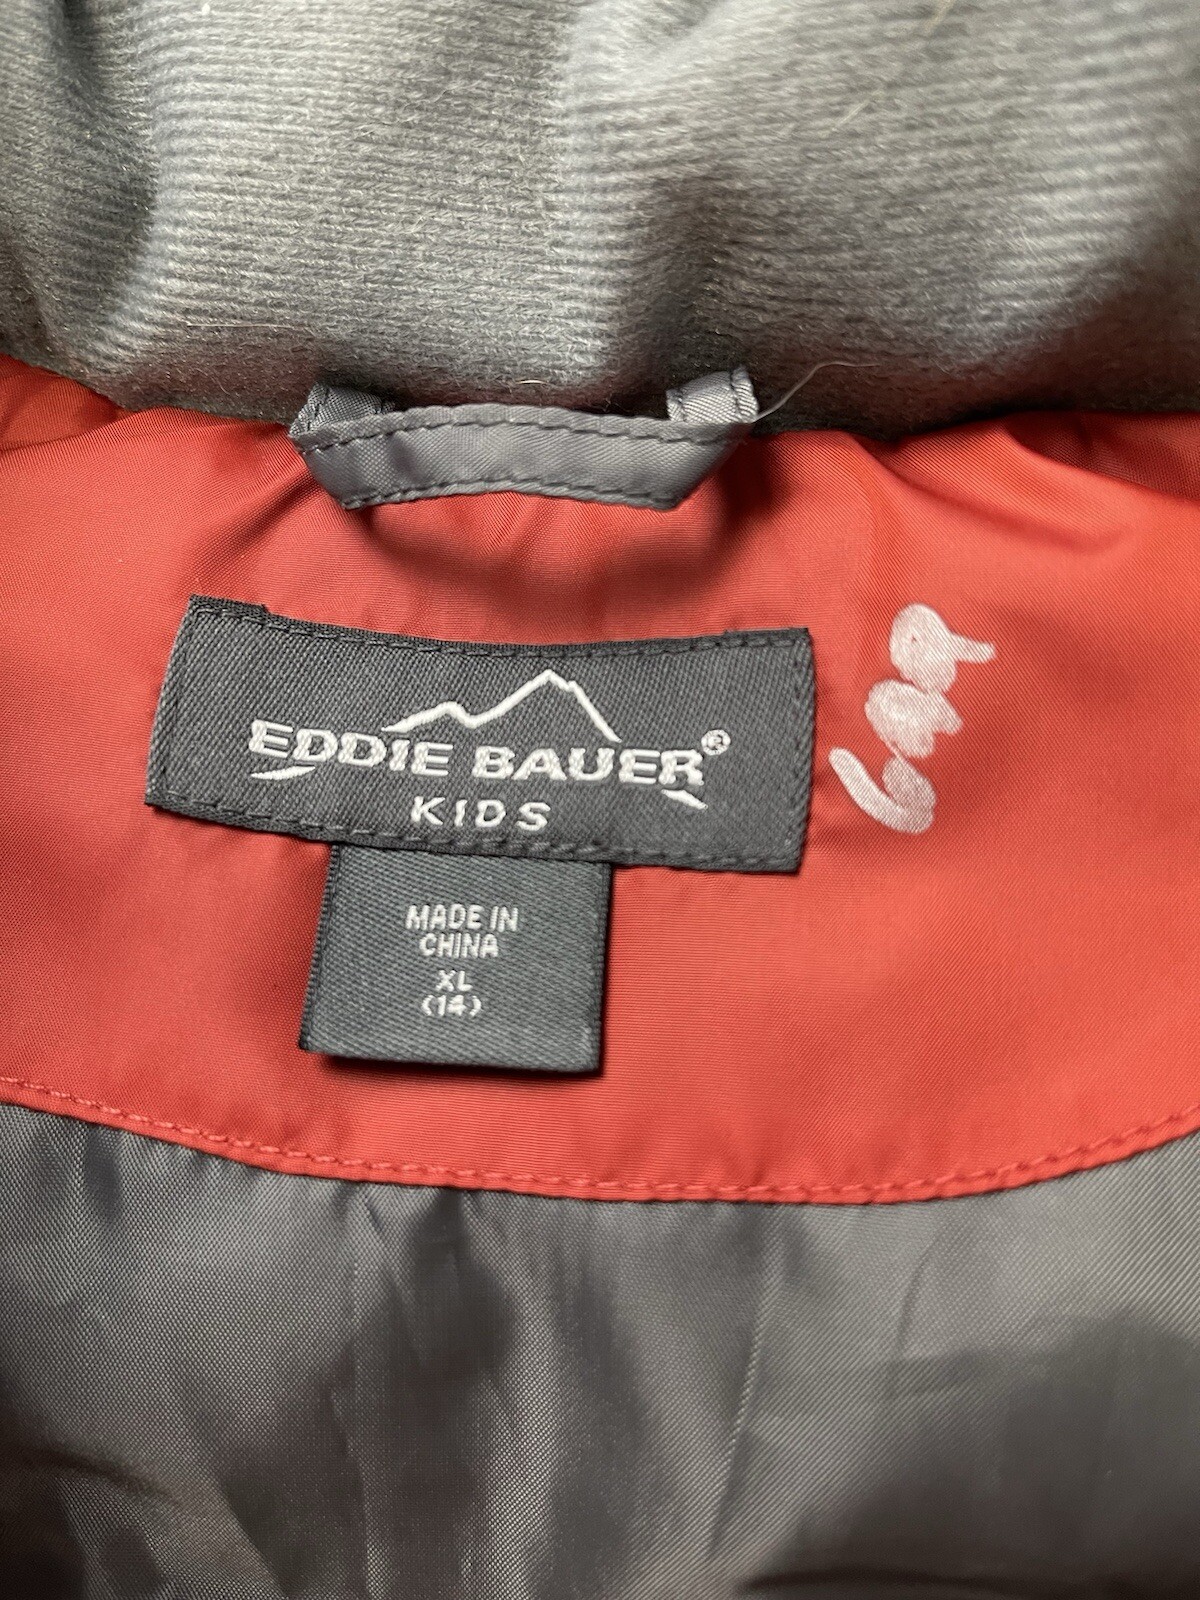 EDDIE BAUER®
KIDS
MADE IN
CHINA
XL
(14)